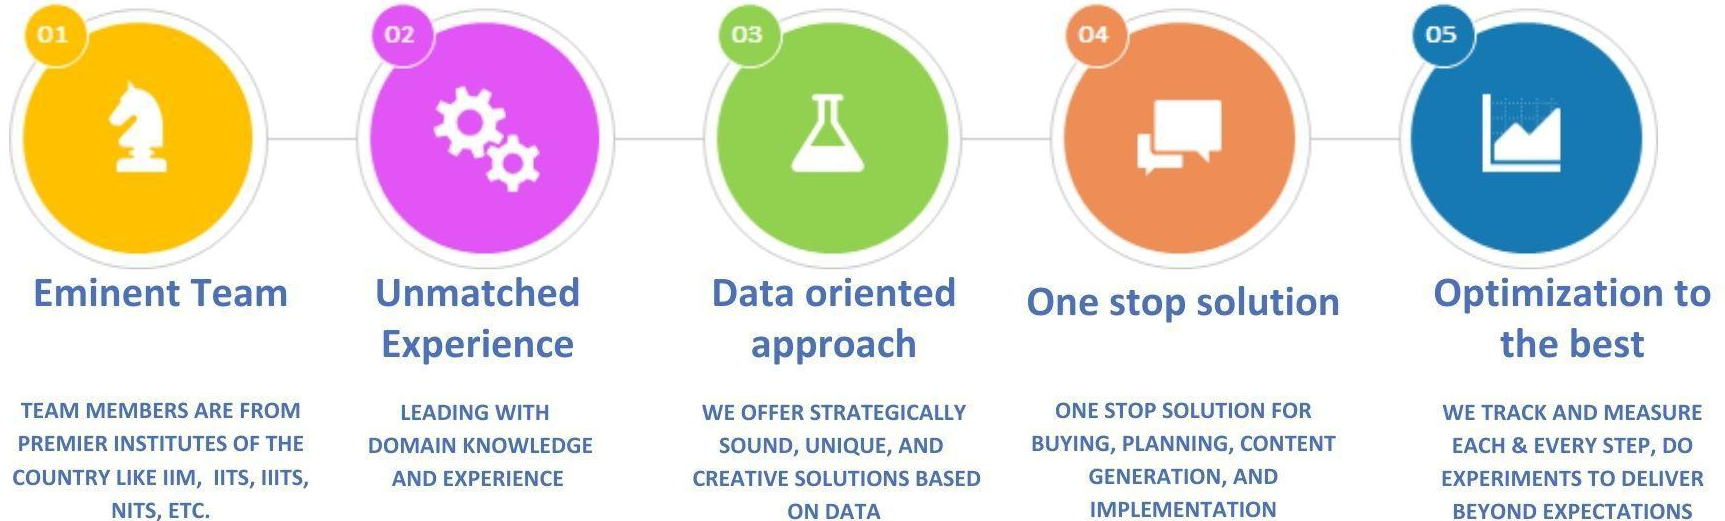 01
Eminent Team
TEAM MEMBERS ARE FROM
PREMIER INSTITUTES OF THE
COUNTRY LIKE IIM, IITS, IIITS,
NITS, ETC.
02
Unmatched
Experience
LEADING WITH
DOMAIN KNOWLEDGE
AND EXPERIENCE
03
Data oriented
approach
WE OFFER STRATEGICALLY
SOUND, UNIQUE, AND
CREATIVE SOLUTIONS BASED
ON DATA
04
One stop solution
ONE STOP SOLUTION FOR
BUYING, PLANNING, CONTENT
GENERATION, AND
IMPLEMENTATION
05
Optimization to
the best
WE TRACK AND MEASURE
EACH & EVERY STEP, DO
EXPERIMENTS TO DELIVER
BEYOND EXPECTATIONS